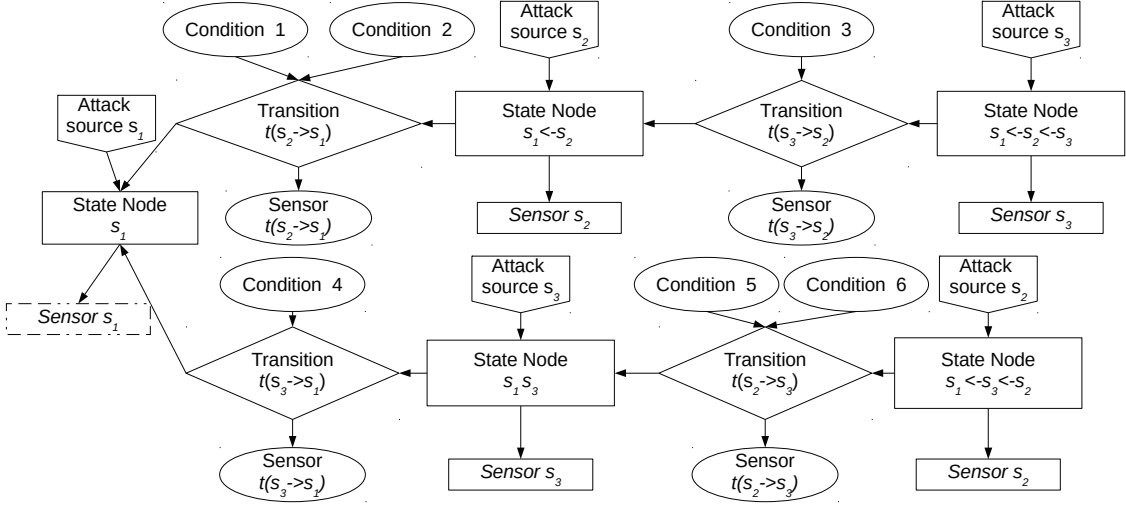 Condition 1
Condition 2
Attack
source s₂
Condition 3
Attack
source s₃
Attack
source s₁
Transition
t(s₂->s₁)
State Node
s₁<-s₂
Transition
t(s₃->s₂)
State Node
s₁<-s₂<-s₃
State Node
s₁
Sensor
t(s₂->s₁)
Sensor s₂
Sensor
t(s₃->s₂)
Sensor s₃
Sensor s₁
Condition 4
Attack
source s₃
Condition 5
Condition 6
Attack
source s₂
Transition
t(s₃->s₁)
State Node
s₁ s₃
Transition
t(s₂->s₃)
State Node
s₁<-s₃<-s₂
Sensor
t(s₃->s₁)
Sensor s₃
Sensor
t(s₂->s₃)
Sensor s₂